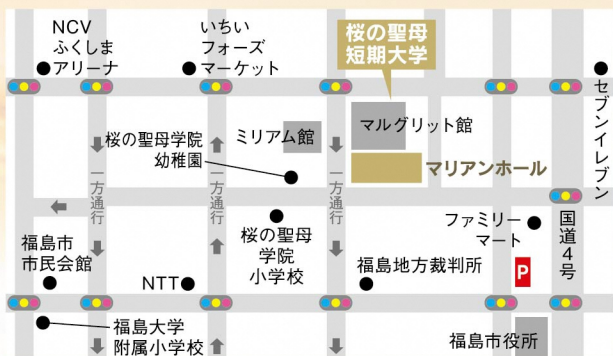 NCV
ふくしま
アリーナ
いちい
フォーズ
マーケット
桜の聖母
短期大学
セブンイレブン
桜の聖母学院
幼稚園
ミリアム館
マルグリット館
マリアンホール
一方通行
一方通行
一方通行
福島市
市民会館
桜の聖母
学院
小学校
ファミリー
マート
国道4号
NTT
福島地方裁判所
P
福島大学
附属小学校
福島市役所